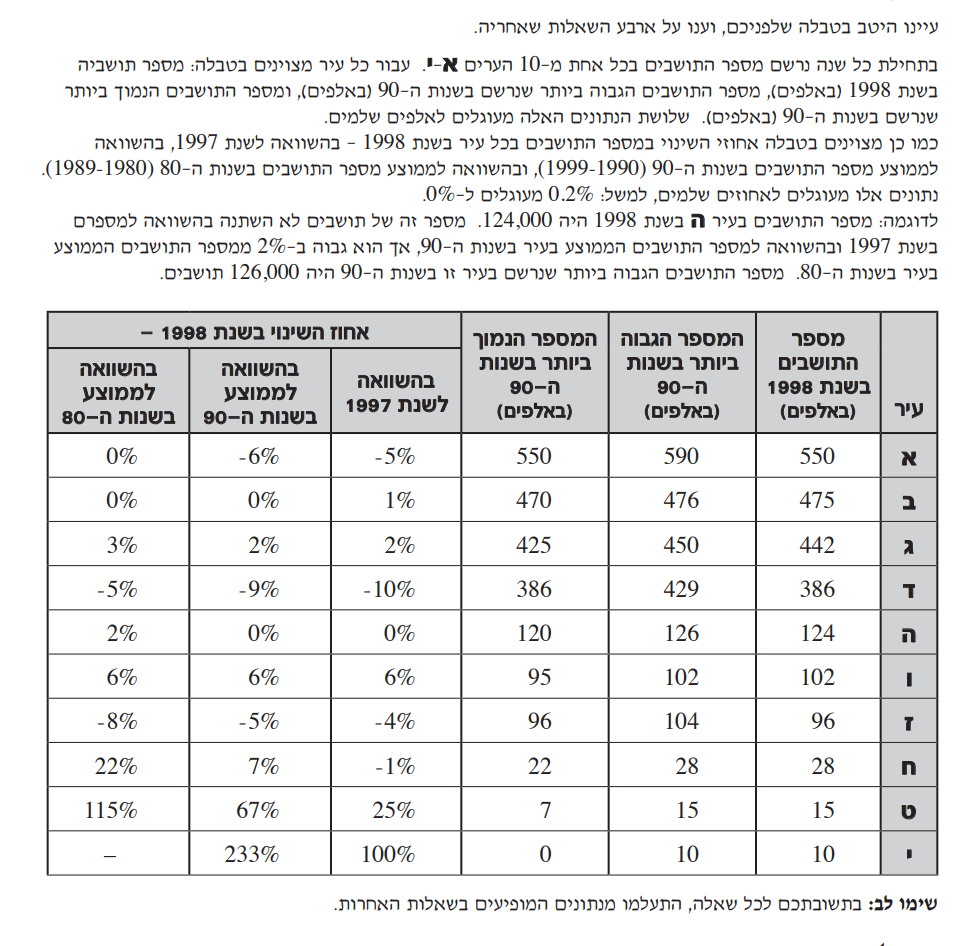 עיינו היטב בטבלה שלפניכם, וענו על ארבע השאלות שאחריה.
בתחילת כל שנה נרשם מספר התושבים בכל אחת מ-10 הערים א-י. עבור כל עיר מצוינים בטבלה: מספר תושביה
בשנת 1998 (באלפים), מספר התושבים הגבוה ביותר שנרשם בשנות ה-90 (באלפים), ומספר התושבים הנמוך ביותר
שנרשם בשנות ה-90 (באלפים). שלושת הנתונים האלה מעוגלים לאלפים שלמים.
כמו כן מצוינים בטבלה אחוזי השינוי במספר התושבים בכל עיר בשנת 1998 - בהשוואה לשנת 1997, בהשוואה
לממוצע מספר התושבים בשנות ה-90 (1999-1990), ובהשוואה לממוצע מספר התושבים בשנות ה-80 (1989-1980).
נתונים אלו מעוגלים לאחוזים שלמים, למשל: 0.2% מעוגלים ל-0%.
לדוגמה: מספר התושבים בעיר ה בשנת 1998 היה 124,000. מספר זה של תושבים לא השתנה בהשוואה למספרם
בשנת 1997 ובהשוואה למספר התושבים הממוצע בעיר בשנות ה-90, אך הוא גבוה ב-2% ממספר התושבים הממוצע
בעיר בשנות ה-80. מספר התושבים הגבוה ביותר שנרשם בעיר זו בשנות ה-90 היה 126,000 תושבים.
עיר
מספר
התושבים
בשנת 1998
(באלפים)
המספר הגבוה
ביותר בשנות
ה-90
(באלפים)
המספר הנמוך
ביותר בשנות
ה-90
(באלפים)
אחוז השינוי בשנת 1998 –
בהשוואה
לשנת 1997
בהשוואה
לממוצע
בשנות ה-90
בהשוואה
לממוצע
בשנות ה-80
א 550 590 550 -5% -6% 0%
ב 475 476 470 1% 0% 0%
ג 442 450 425 2% 2% 3%
ד 386 429 386 -10% -9% -5%
ה 124 126 120 0% 0% 2%
ו 102 102 95 6% 6% 6%
ז 96 104 96 -4% -5% -8%
ח 28 28 22 -1% 7% 22%
ט 15 15 7 25% 67% 115%
י 10 10 0 100% 233% –
שימו לב: בתשובתכם לכל שאלה, התעלמו מנתונים המופיעים בשאלות האחרות.